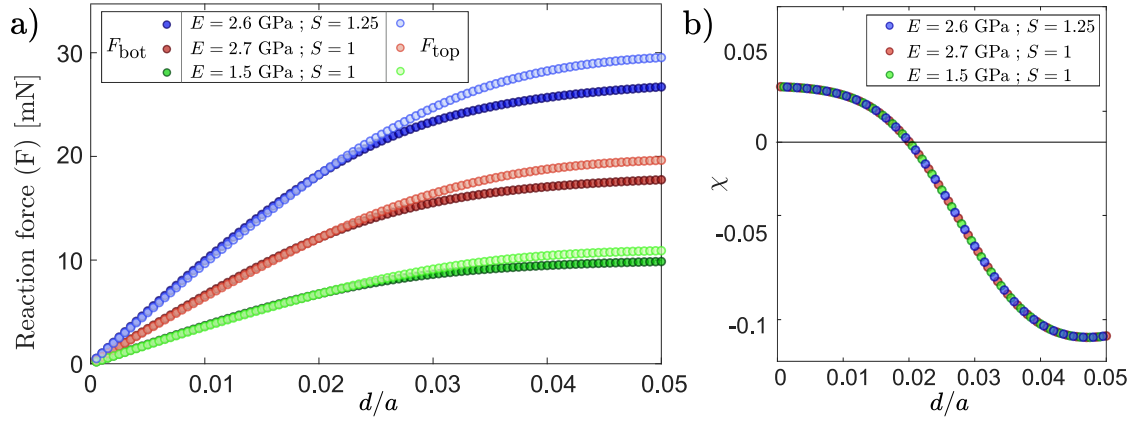 a)
Reaction force (F) [mN]
30
20
10
0
F_bot
E = 2.6 GPa ; S = 1.25
E = 2.7 GPa ; S = 1
E = 1.5 GPa ; S = 1
F_top
0 0.01 0.02 0.03 0.04 0.05
d/a
b)
χ
0.05
0
-0.05
-0.1
E = 2.6 GPa ; S = 1.25
E = 2.7 GPa ; S = 1
E = 1.5 GPa ; S = 1
0 0.01 0.02 0.03 0.04 0.05
d/a